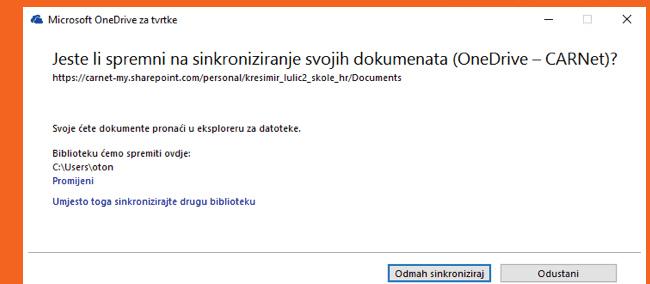 Microsoft OneDrive za tvrtke
Jeste li spremni na sinkroniziranje svojih dokumenata (OneDrive – CARNet)?
https://carnet-my.sharepoint.com/personal/kresimir_lulic2_skole_hr/Documents
Svoje ćete dokumente pronaći u eksploreru za datoteke.
Biblioteku ćemo spremiti ovdje:
C:\Users\oton
Promijeni
Umjesto toga sinkronizirajte drugu biblioteku
Odmah sinkroniziraj Odustani